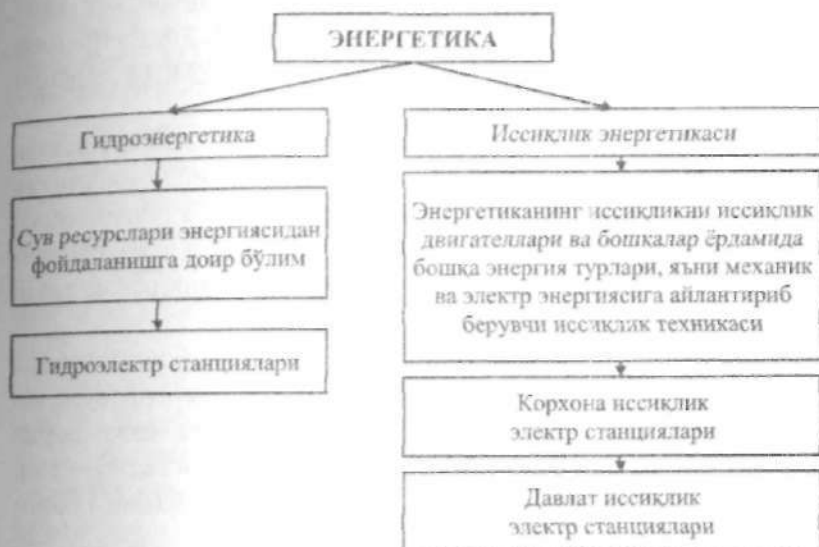 ЭНЕРГЕТИКА
Гидроэнергетика
Сув ресурслари энергиясидан
фойдаланишга доир бўлим
Гидроэлектр станциялари
Иссиқлик энергетикаси
Энергетиканинг иссиқликни иссиқлик
двигателлари ва бошқалар ёрдамида
бошқа энергия турлари, яъни механик
ва электр энергиясига айлантириб
берувчи иссиқлик техникаси
Корхона иссиқлик
электр станциялари
Давлат иссиқлик
электр станциялари